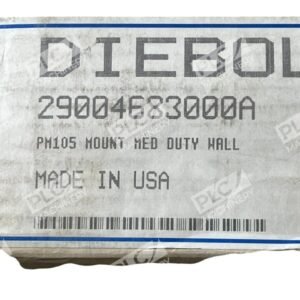 DIEBOL
29004683000A
PM105 MOUNT MED DUTY WALL
MADE IN USA